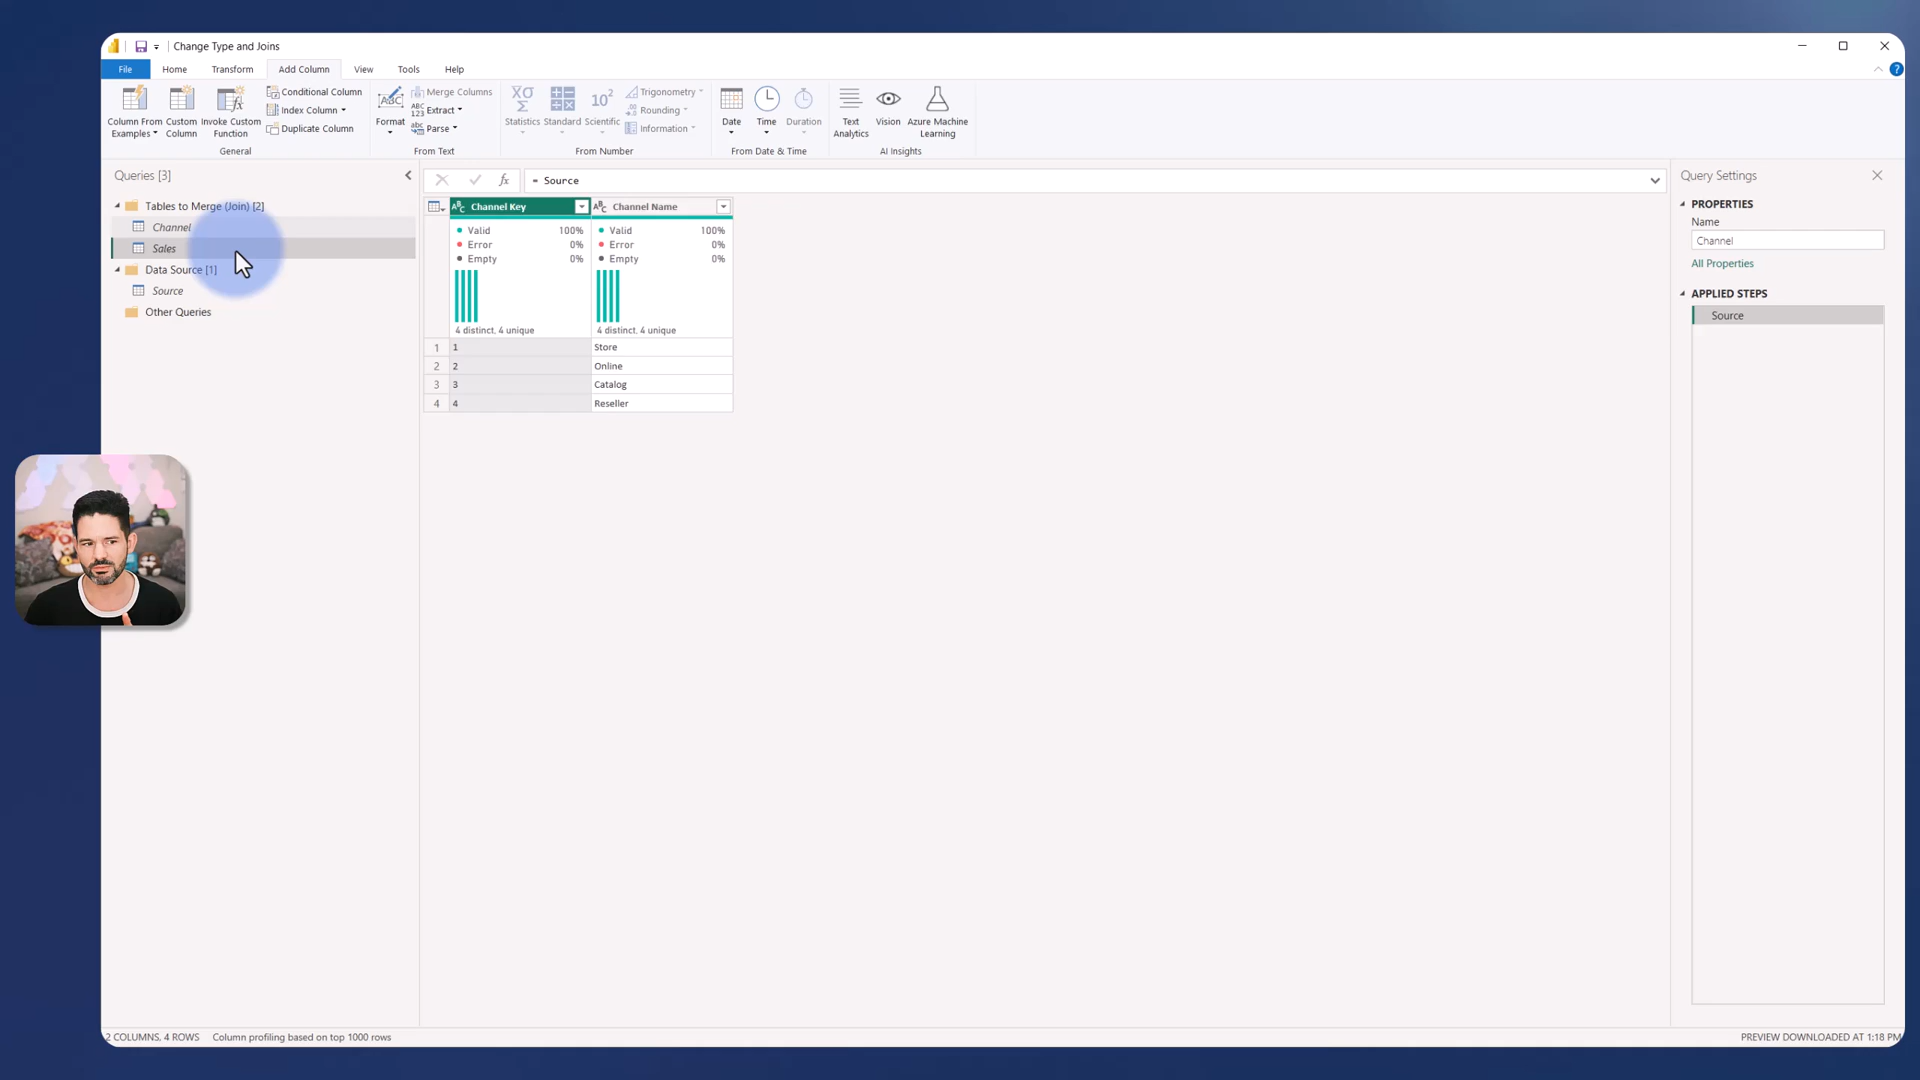 Change Type and Joins
File Home Transform Add Column View Tools Help
Column From Examples
Custom Column
Invoke Custom Function
Conditional Column
Index Column
Duplicate Column
General
Format
Merge Columns
Extract
Parse
From Text
Statistics
Standard
Scientific
Trigonometry
Rounding
Information
From Number
Date
Time
Duration
From Date & Time
Text Analytics
Vision
Azure Machine Learning
AI Insights
Queries [3]
Tables to Merge (Join) [2]
Channel
Sales
Data Source [1]
Source
Other Queries
fx = Source
Channel Key Channel Name
Valid 100% Valid 100%
Error 0% Error 0%
Empty 0% Empty 0%
4 distinct, 4 unique 4 distinct, 4 unique
1 1 Store
2 2 Online
3 3 Catalog
4 4 Reseller
Query Settings
PROPERTIES
Name
Channel
All Properties
APPLIED STEPS
Source
2 COLUMNS, 4 ROWS Column profiling based on top 1000 rows
PREVIEW DOWNLOADED AT 1:18 PM